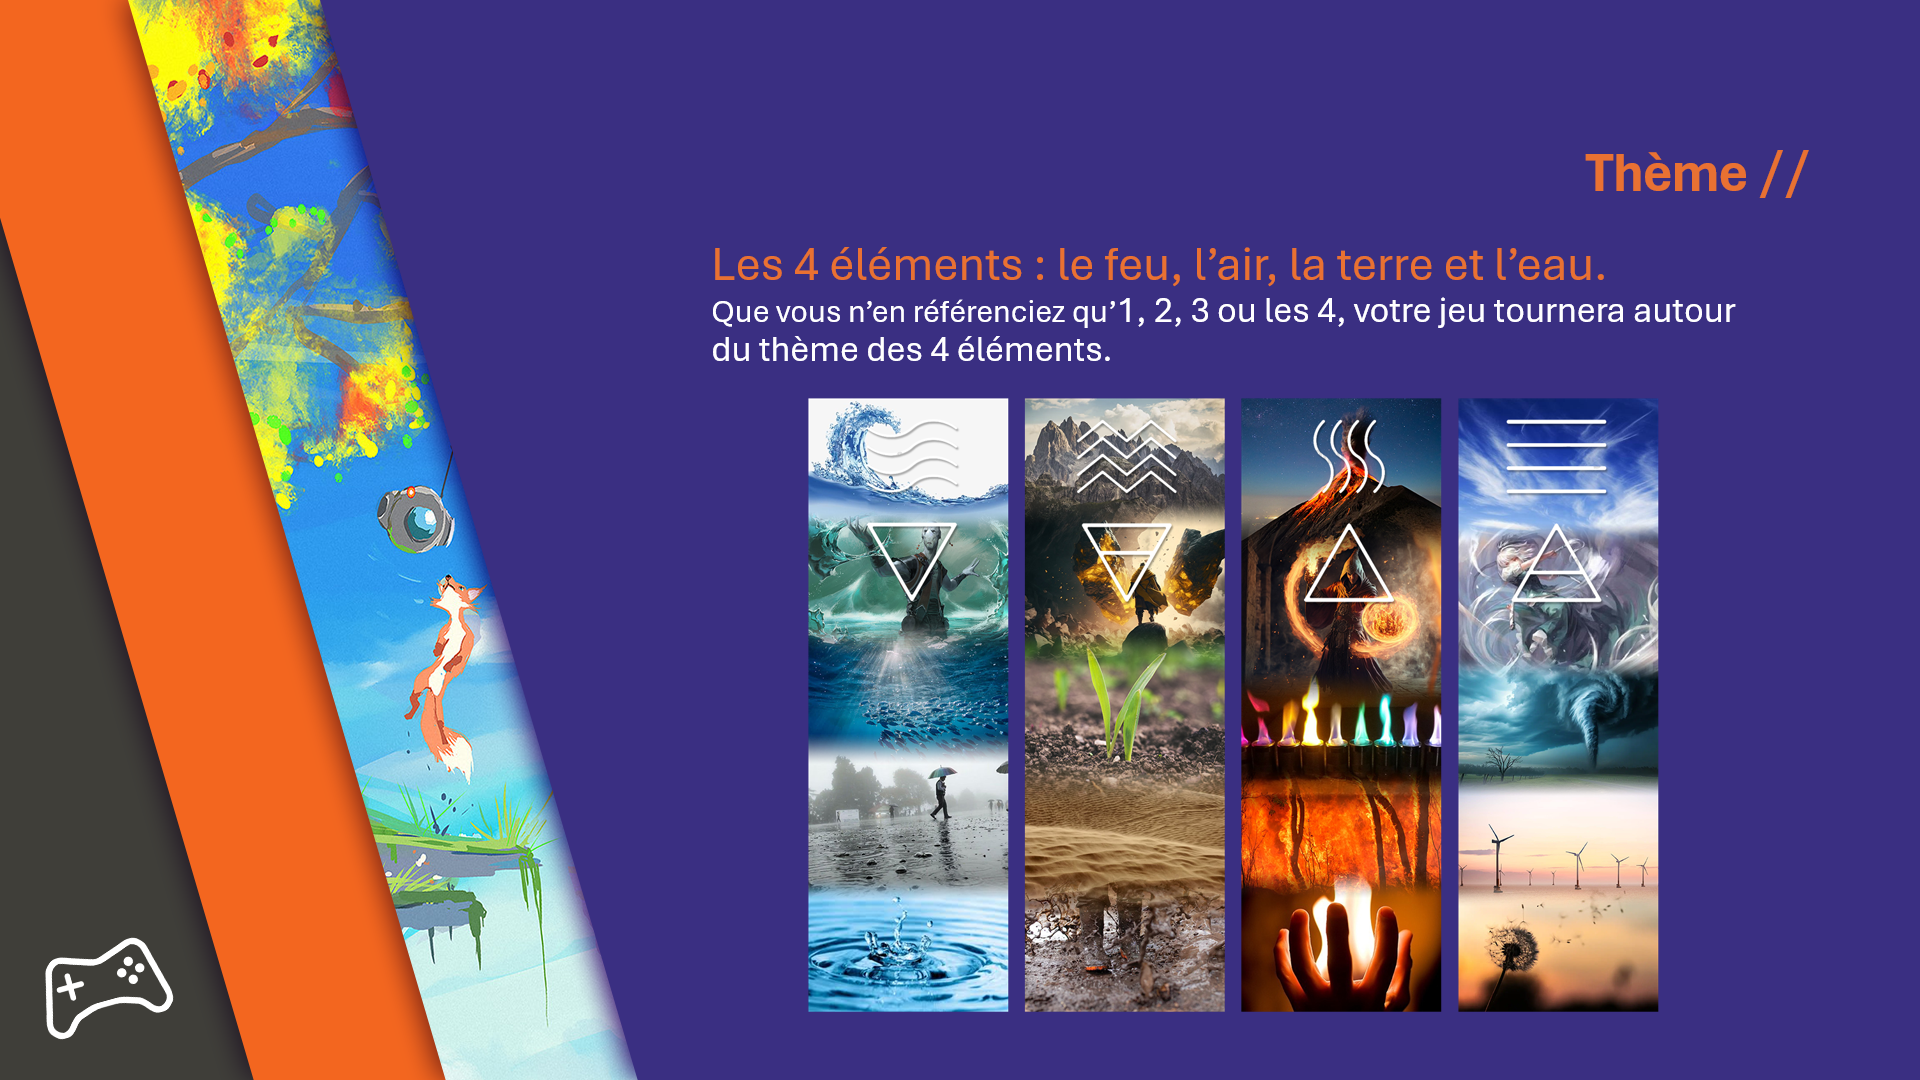 Thème //
Les 4 éléments : le feu, l’air, la terre et l’eau.
Que vous n’en référenciez qu’1, 2, 3 ou les 4, votre jeu tournera autour
du thème des 4 éléments.